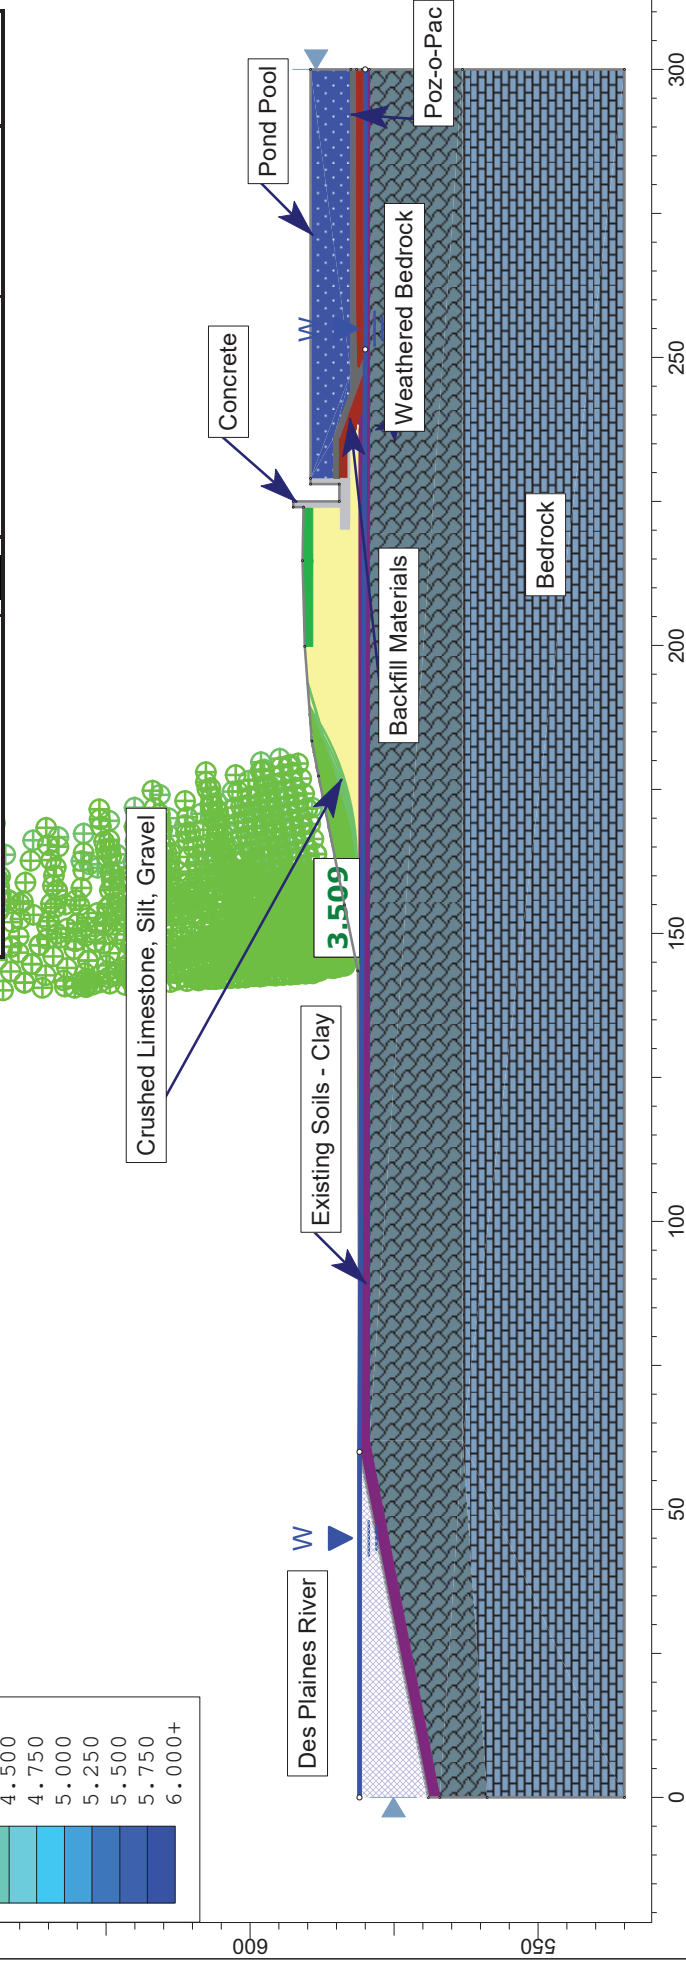 4.500
4.750
5.000
5.250
5.500
5.750
6.000+
Crushed Limestone, Silt, Gravel
Concrete
Pond Pool
Poz-o-Pac
W
W
Des Plaines River
Existing Soils - Clay
3.509
Backfill Materials
Weathered Bedrock
Bedrock
600
550
0
50
100
150
200
250
300